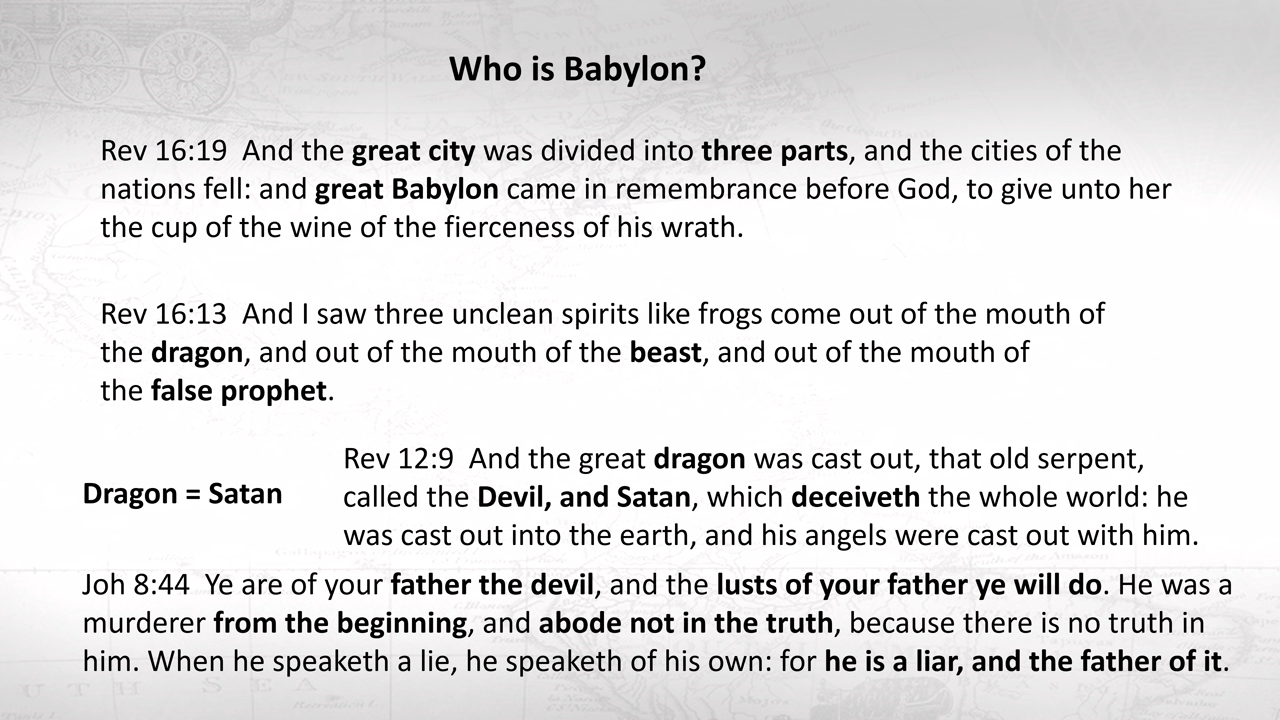 Who is Babylon?
Rev 16:19  And the great city was divided into three parts, and the cities of the
nations fell: and great Babylon came in remembrance before God, to give unto her
the cup of the wine of the fierceness of his wrath.
Rev 16:13  And I saw three unclean spirits like frogs come out of the mouth of
the dragon, and out of the mouth of the beast, and out of the mouth of
the false prophet.
Dragon = Satan
Rev 12:9  And the great dragon was cast out, that old serpent,
called the Devil, and Satan, which deceiveth the whole world: he
was cast out into the earth, and his angels were cast out with him.
Joh 8:44  Ye are of your father the devil, and the lusts of your father ye will do. He was a
murderer from the beginning, and abode not in the truth, because there is no truth in
him. When he speaketh a lie, he speaketh of his own: for he is a liar, and the father of it.